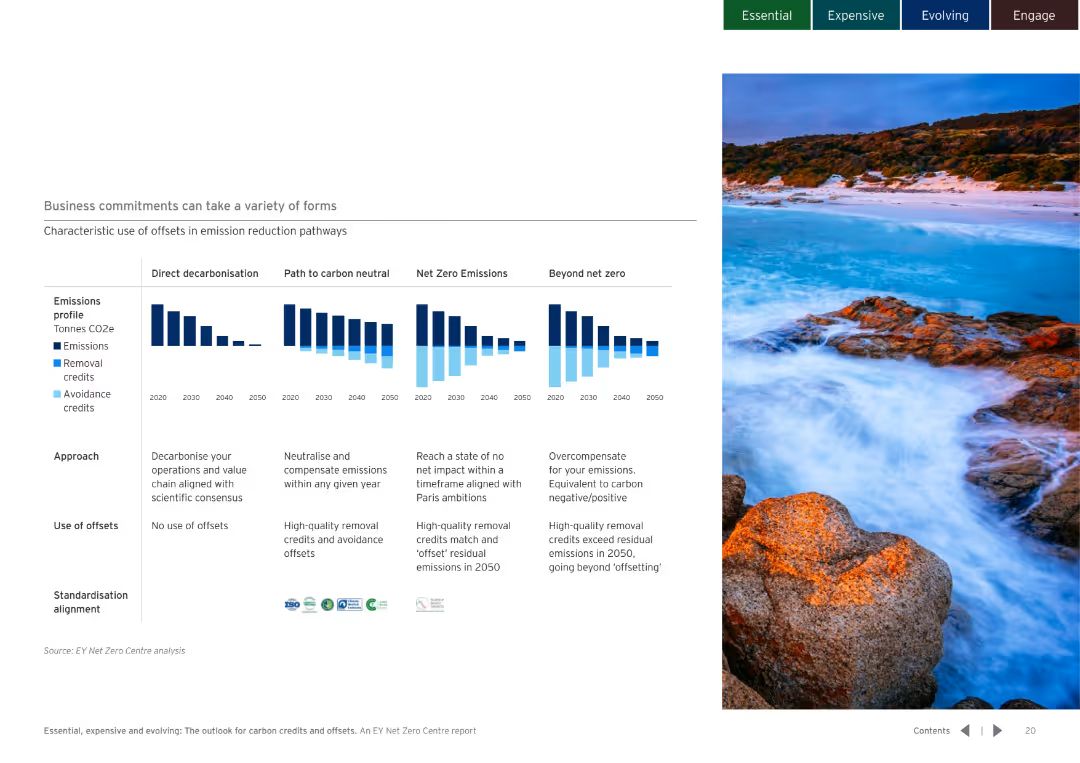 Essential Expensive Evolving Engage
Business commitments can take a variety of forms
Characteristic use of offsets in emission reduction pathways
Direct decarbonisation Path to carbon neutral Net Zero Emissions Beyond net zero
Emissions
profile
Tonnes CO2e
Emissions
Removal
credits
Avoidance
credits
2020 2030 2040 2050 2020 2030 2040 2050 2020 2030 2040 2050 2020 2030 2040 2050
Approach
Decarbonise your
operations and value
chain aligned with
scientific consensus
Neutralise and
compensate emissions
within any given year
Reach a state of no
net impact within a
timeframe aligned with
Paris ambitions
Overcompensate
for your emissions.
Equivalent to carbon
negative/positive
Use of offsets
No use of offsets
High-quality removal
credits and avoidance
offsets
High-quality removal
credits match and
‘offset’ residual
emissions in 2050
High-quality removal
credits exceed residual
emissions in 2050,
going beyond ‘offsetting’
Standardisation
alignment
ISO
Source: EY Net Zero Centre analysis
Essential, expensive and evolving: The outlook for carbon credits and offsets. An EY Net Zero Centre report
Contents | 20